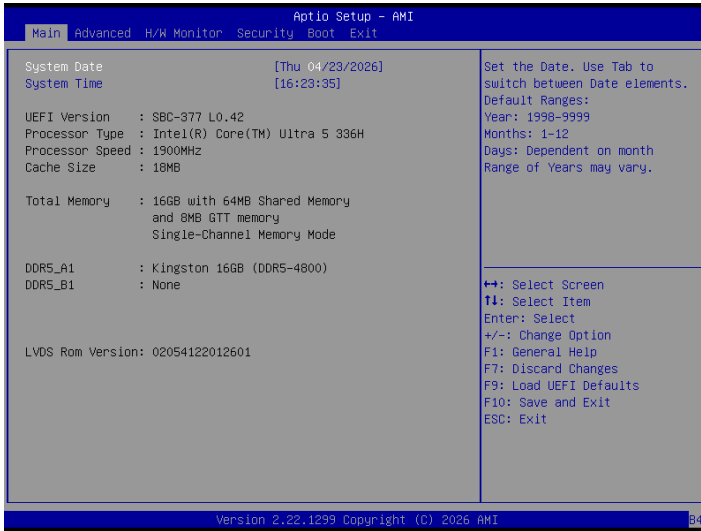 Aptio Setup - AMI
Main Advanced H/W Monitor Security Boot Exit
System Date [Thu 04/23/2026]
System Time [16:23:35]
UEFI Version : SBC-377 L0.42
Processor Type : Intel(R) Core(TM) Ultra 5 336H
Processor Speed : 1900MHz
Cache Size : 18MB
Total Memory : 16GB with 64MB Shared Memory
and 8MB GTT memory
Single-Channel Memory Mode
DDR5_A1 : Kingston 16GB (DDR5-4800)
DDR5_B1 : None
LVDS Rom Version: 02054122012601
Set the Date. Use Tab to
switch between Date elements.
Default Ranges:
Year: 1998-9999
Months: 1-12
Days: Dependent on month
Range of Years may vary.
↔: Select Screen
↑↓: Select Item
Enter: Select
+/-: Change Option
F1: General Help
F7: Discard Changes
F9: Load UEFI Defaults
F10: Save and Exit
ESC: Exit
Version 2.22.1299 Copyright (C) 2026 AMI
B4